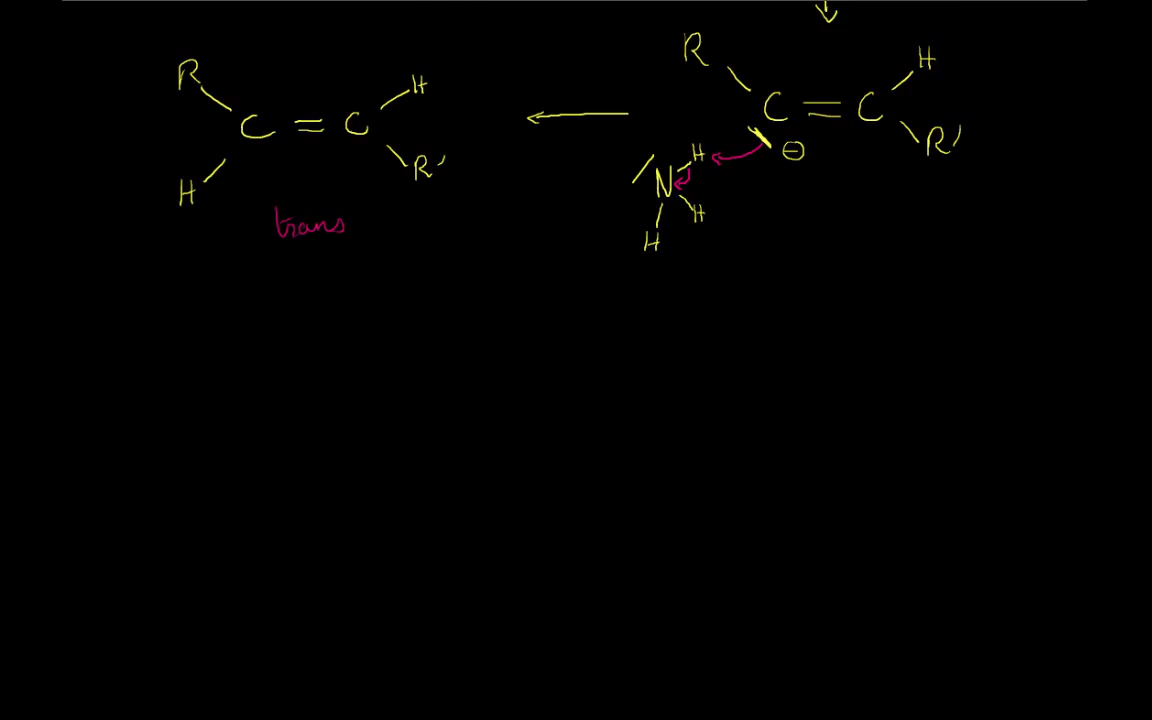 R H
C = C
H R'
trans
R H
C = C
⊖ R'
H
N
H H